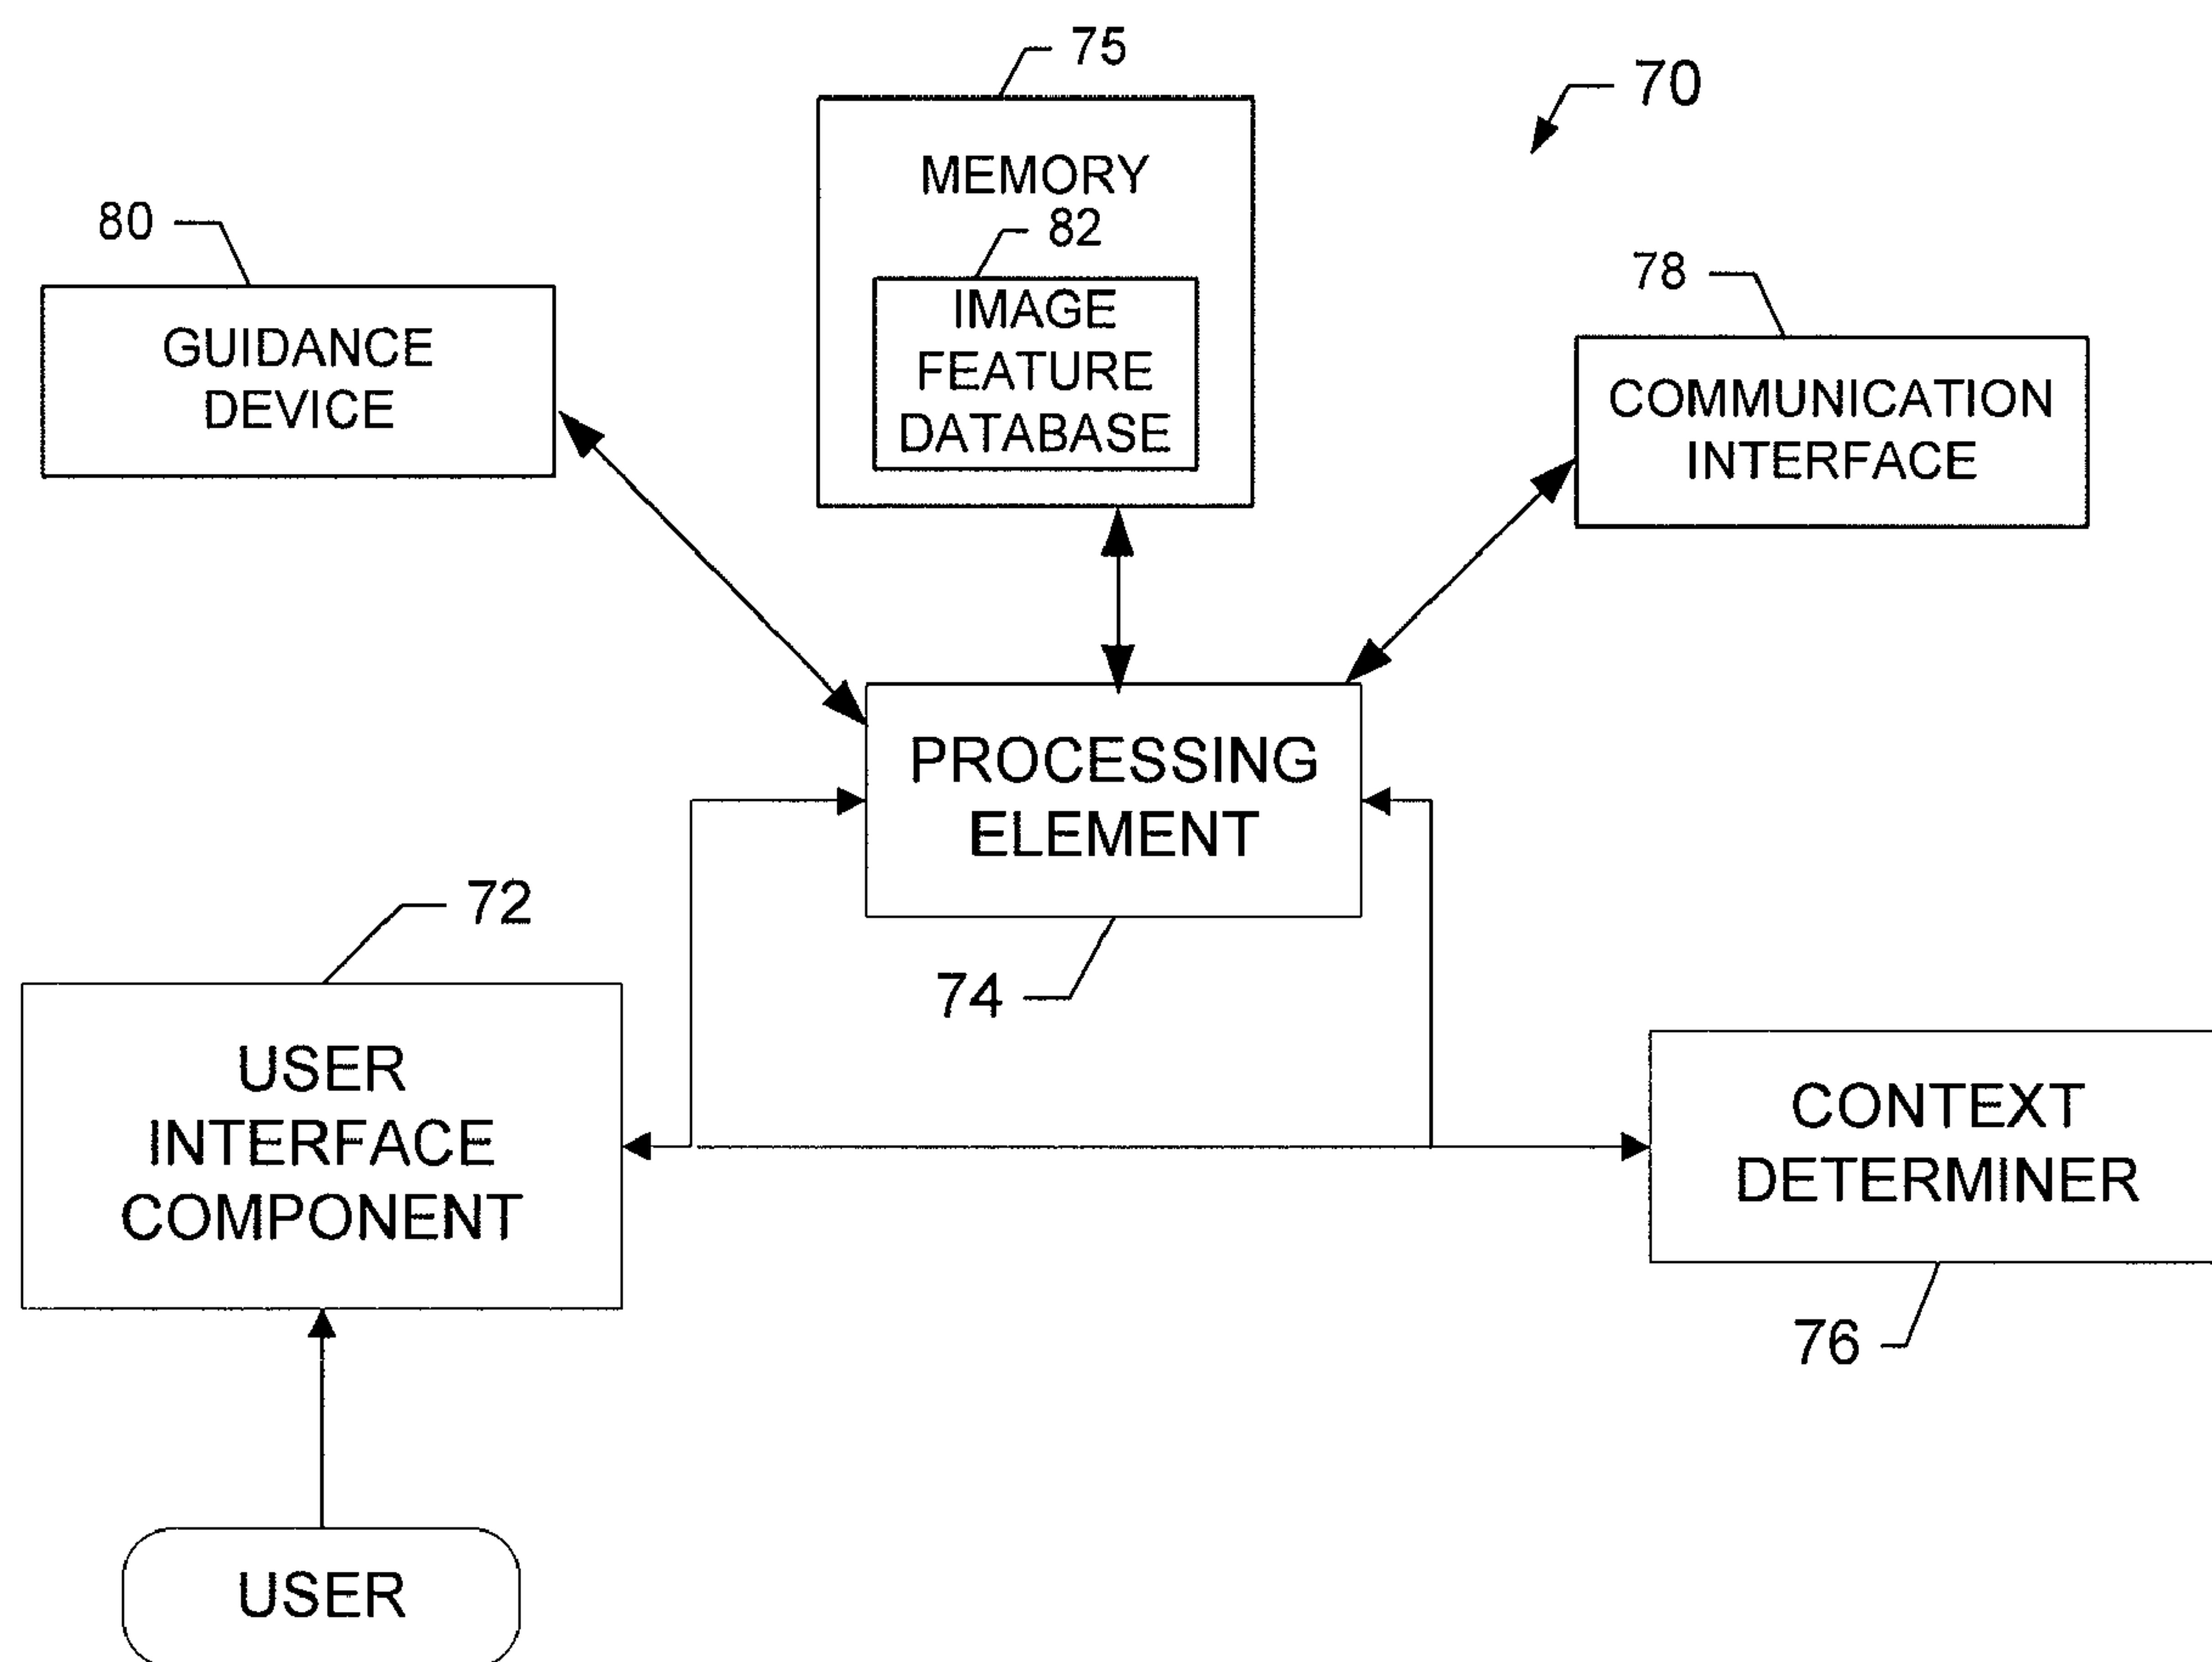 75
70
MEMORY
80
82
78
IMAGE
FEATURE
DATABASE
GUIDANCE
DEVICE
COMMUNICATION
INTERFACE
PROCESSING
ELEMENT
72
74
USER
INTERFACE
COMPONENT
CONTEXT
DETERMINER
76
USER